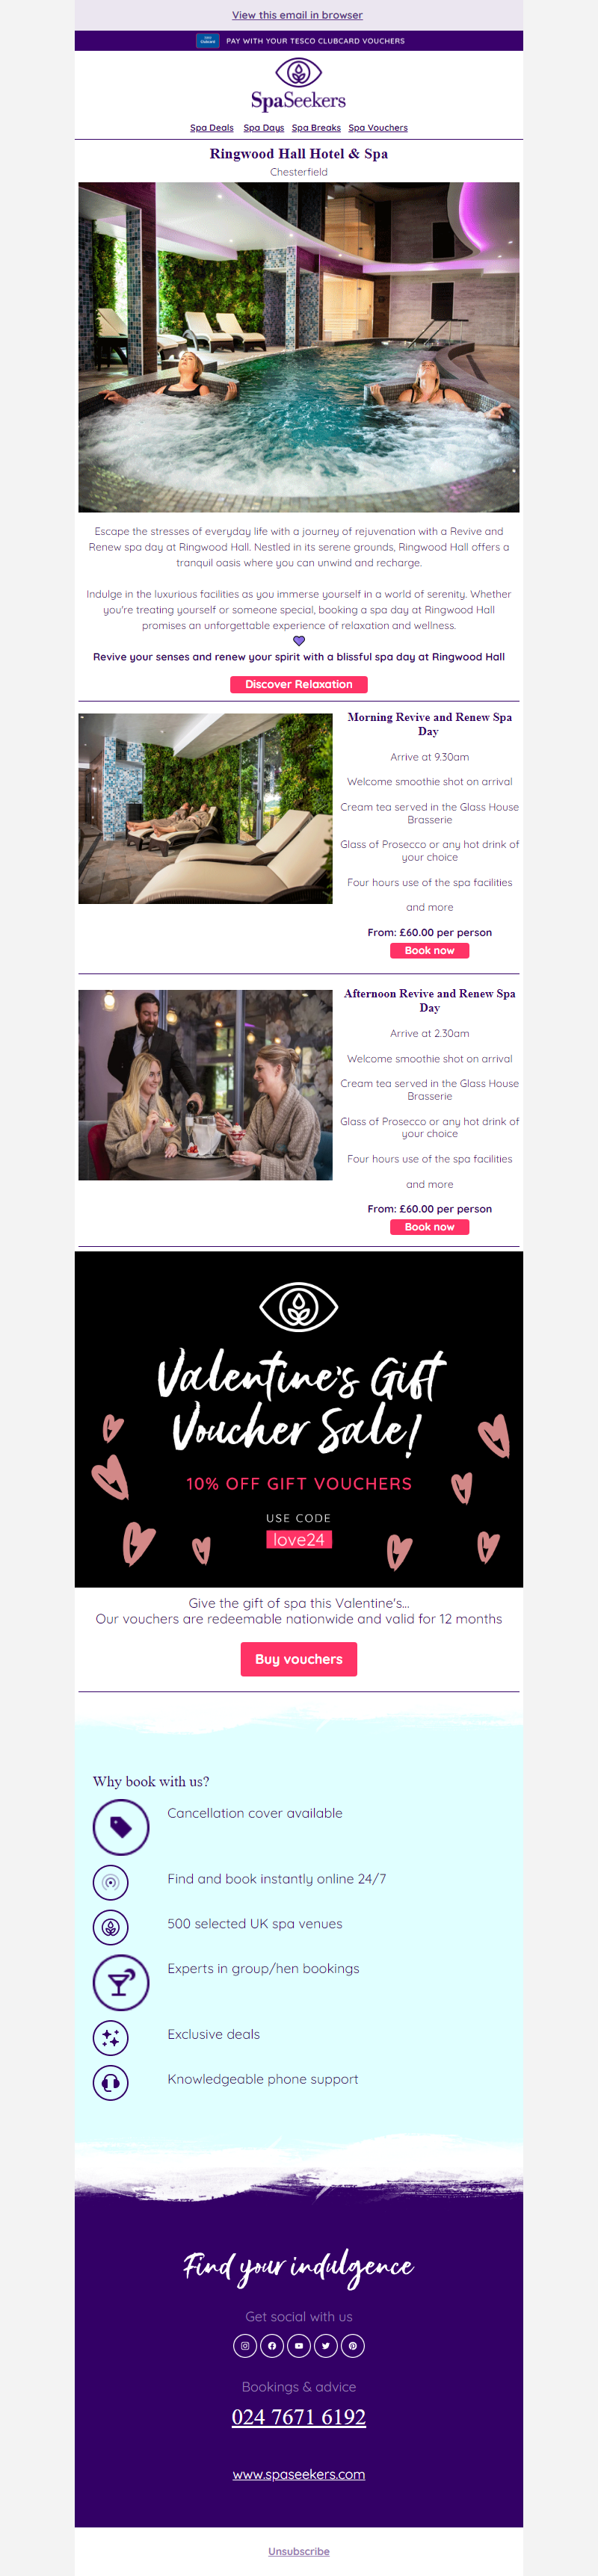 View this email in browser
PAY WITH YOUR TESCO CLUBCARD VOUCHERS
SpaSeekers
Spa Deals Spa Days Spa Breaks Spa Vouchers
Ringwood Hall Hotel & Spa
Chesterfield
Escape the stresses of everyday life with a journey of rejuvenation with a Revive and
Renew spa day at Ringwood Hall. Nestled in its serene grounds, Ringwood Hall offers a
tranquil oasis where you can unwind and recharge.
Indulge in the luxurious facilities as you immerse yourself in a world of serenity. Whether
you're treating yourself or someone special, booking a spa day at Ringwood Hall
promises an unforgettable experience of relaxation and wellness.
Revive your senses and renew your spirit with a blissful spa day at Ringwood Hall
Discover Relaxation
Morning Revive and Renew Spa
Day
Arrive at 9.30am
Welcome smoothie shot on arrival
Cream tea served in the Glass House
Brasserie
Glass of Prosecco or any hot drink of
your choice
Four hours use of the spa facilities
and more
From: £60.00 per person
Book now
Afternoon Revive and Renew Spa
Day
Arrive at 2.30am
Welcome smoothie shot on arrival
Cream tea served in the Glass House
Brasserie
Glass of Prosecco or any hot drink of
your choice
Four hours use of the spa facilities
and more
From: £60.00 per person
Book now
Valentine's Gift
Voucher Sale!
10% OFF GIFT VOUCHERS
USE CODE
love24
Give the gift of spa this Valentine's...
Our vouchers are redeemable nationwide and valid for 12 months
Buy vouchers
Why book with us?
Cancellation cover available
Find and book instantly online 24/7
500 selected UK spa venues
Experts in group/hen bookings
Exclusive deals
Knowledgeable phone support
Find your indulgence
Get social with us
Bookings & advice
024 7671 6192
www.spaseekers.com
Unsubscribe